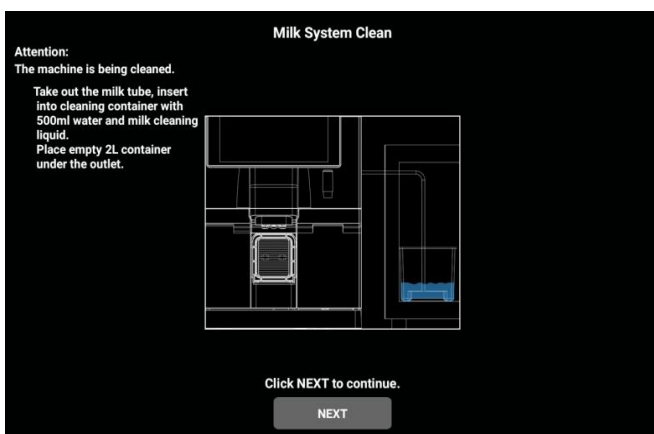 Milk System Clean
Attention:
The machine is being cleaned.
Take out the milk tube, insert
into cleaning container with
500ml water and milk cleaning
liquid.
Place empty 2L container
under the outlet.
Click NEXT to continue.
NEXT